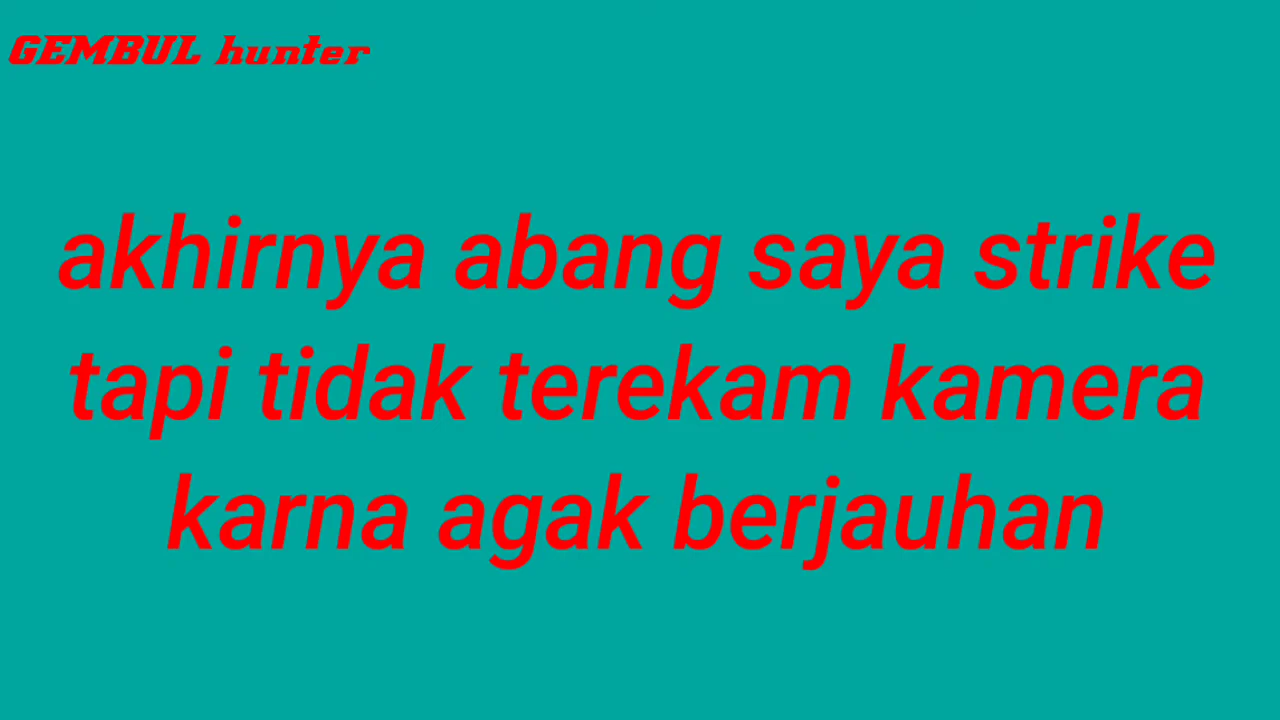 GEMBUL hunter
akhirnya abang saya strike
tapi tidak terekam kamera
karna agak berjauhan